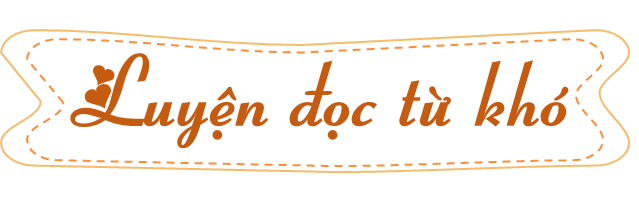 Luyện đọc từ khó